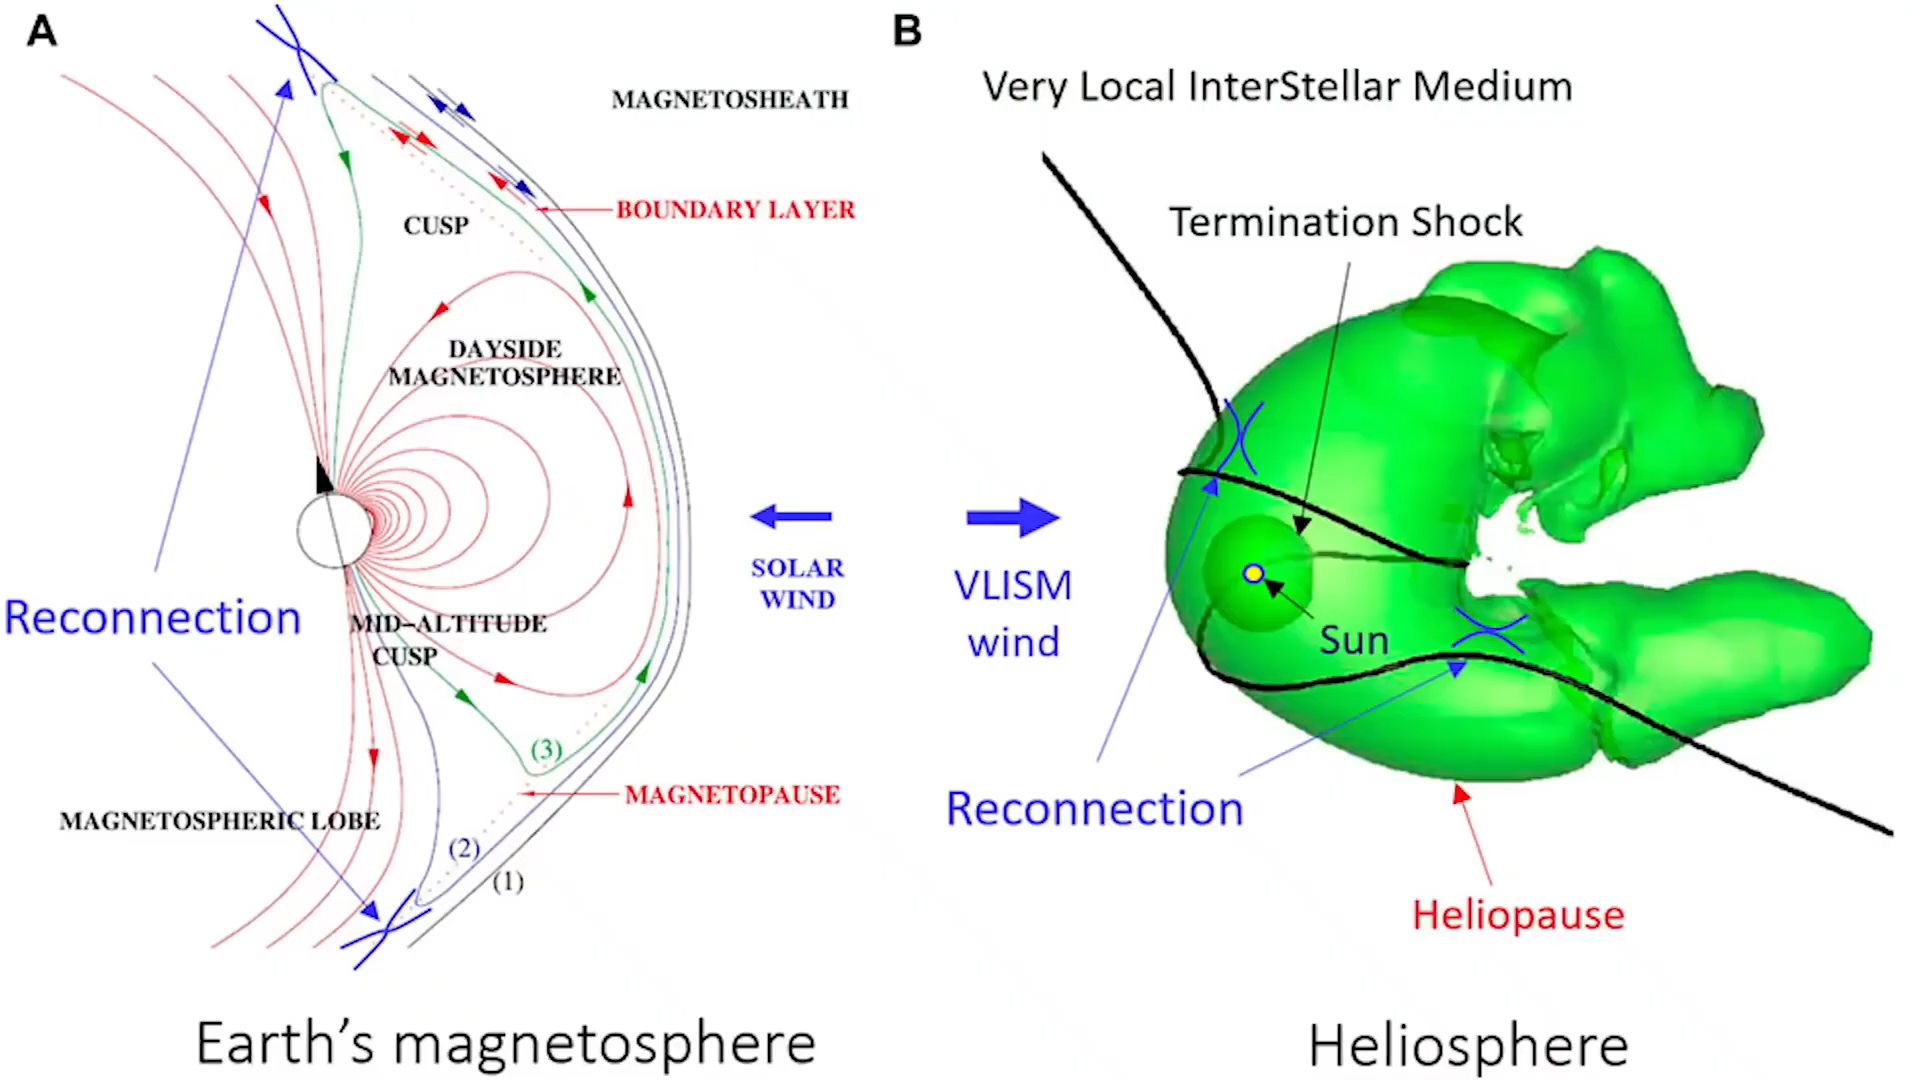 A
MAGNETOSHEATH
BOUNDARY LAYER
CUSP
DAYSIDE
MAGNETOSPHERE
SOLAR
WIND
Reconnection
MID-ALTITUDE
CUSP
(3)
MAGNETOPAUSE
MAGNETOSPHERIC LOBE
(2)
(1)
Earth's magnetosphere
B
Very Local InterStellar Medium
Termination Shock
VLISM
wind
Sun
Reconnection
Heliopause
Heliosphere